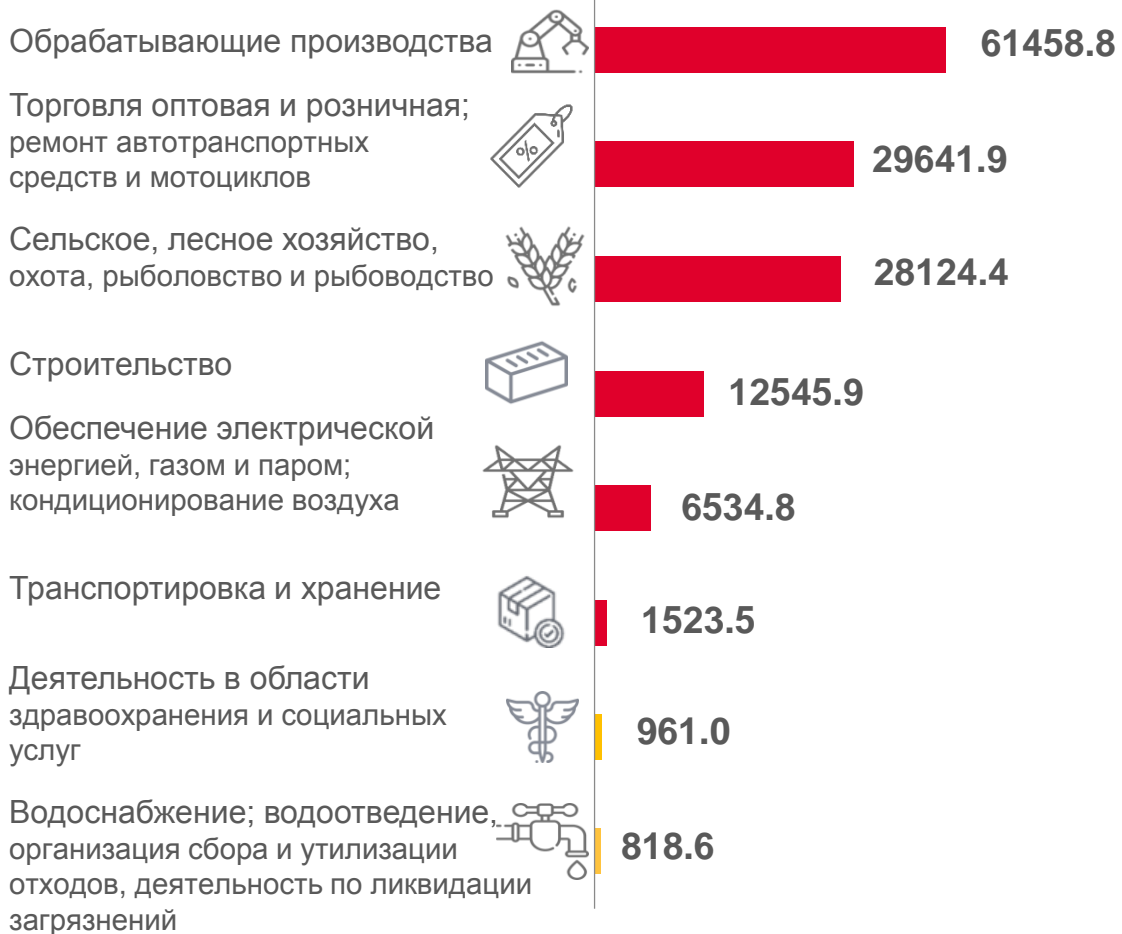 Обрабатывающие производства
61458.8
Торговля оптовая и розничная;
ремонт автотранспортных
средств и мотоциклов
%
29641.9
Сельское, лесное хозяйство,
охота, рыболовство и рыбоводство
28124.4
Строительство
12545.9
Обеспечение электрической
энергией, газом и паром;
кондиционирование воздуха
6534.8
Транспортировка и хранение
1523.5
Деятельность в области
здравоохранения и социальных
услуг
961.0
Водоснабжение; водоотведение,
организация сбора и утилизации
отходов, деятельность по ликвидации
загрязнений
818.6